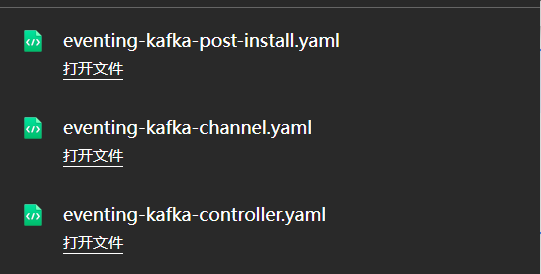 eventing-kafka-post-install.yaml
打开文件
eventing-kafka-channel.yaml
打开文件
eventing-kafka-controller.yaml
打开文件